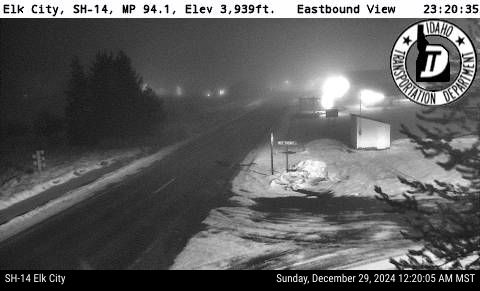 Elk City, SH-14, MP 94.1, Elev 3,939ft. Eastbound View 23:20:35
IDAHO
TRANSPORTATION DEPARTMENT
SH-14 Elk City
Sunday, December 29, 2024 12:20:05 AM MST